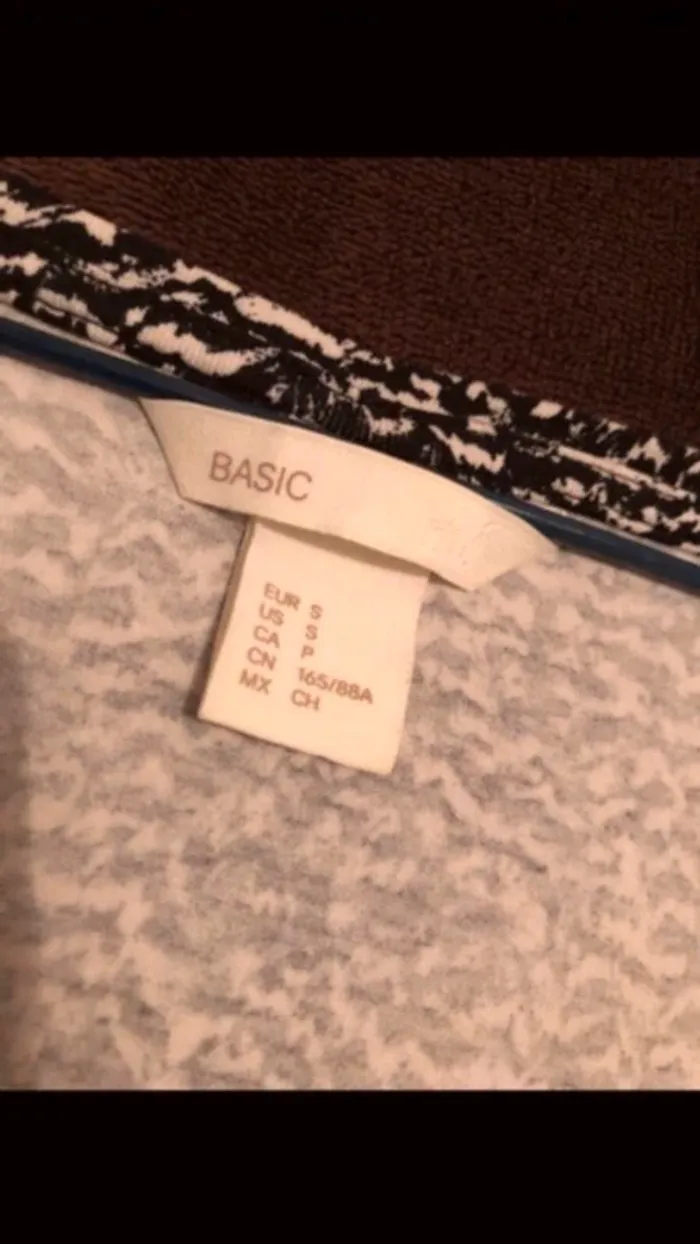 BASIC
EUR S
US S
CA P
CN 165/88A
MX CH